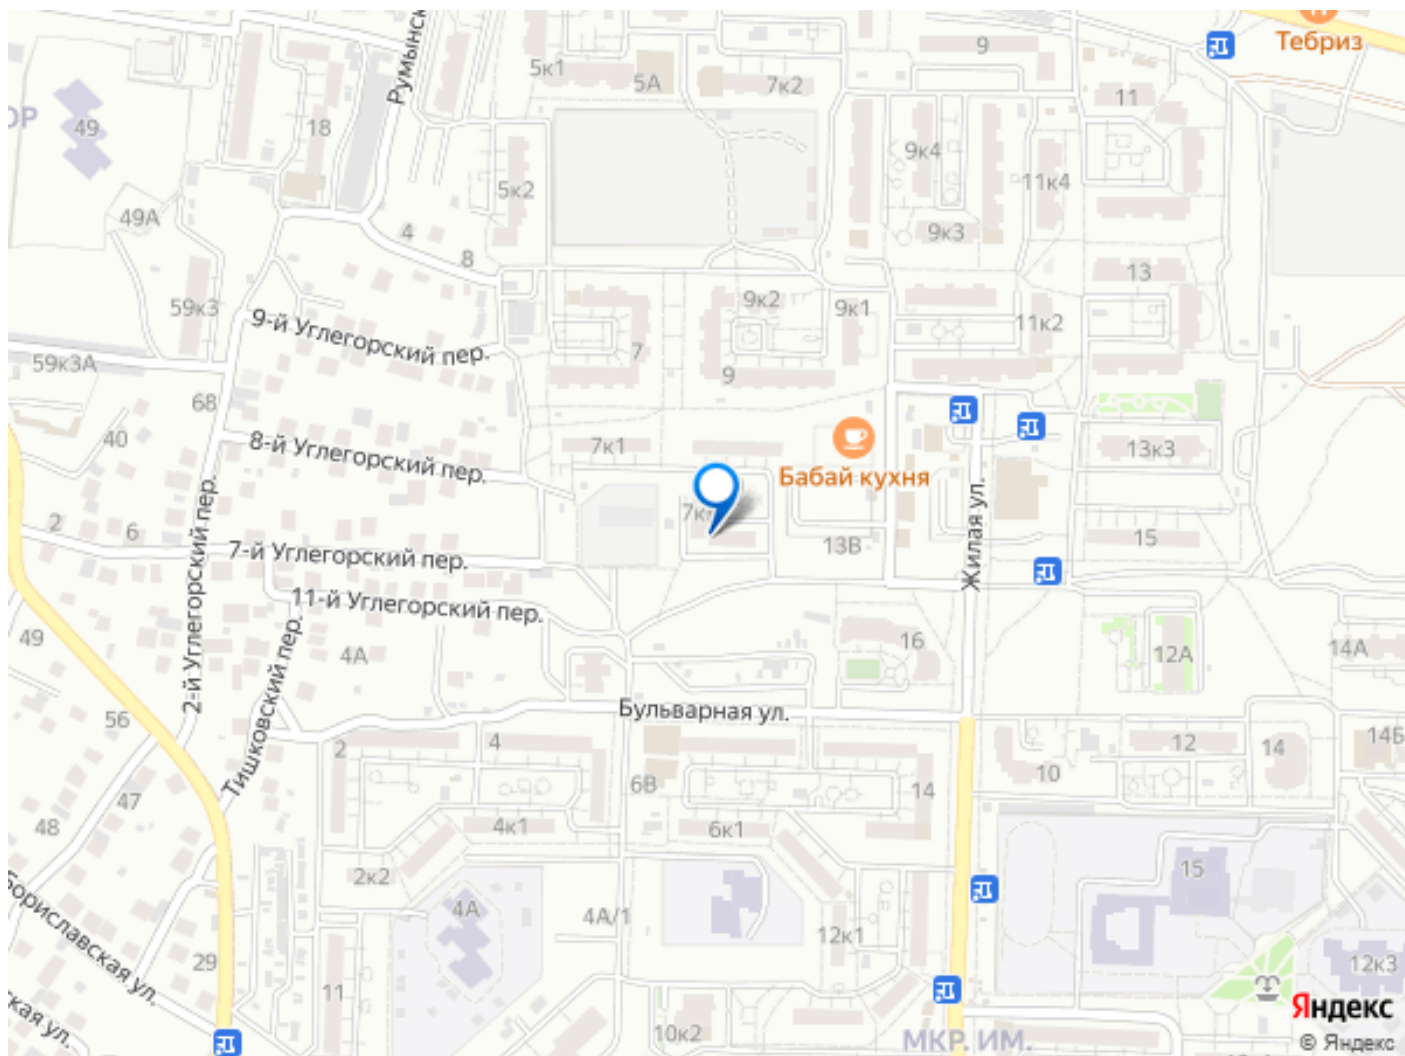 Тебриз
9
5к1
5А
7к2
11
Румынск
ОР
49
18
9к4
5к2
11к4
49А
4
9к3
8
13
59к3
9к2
9к1
9-й Углегорский пер.
11к2
7
59к3А
9
68
40
8-й Углегорский пер.
7к1
13к3
Бабай кухня
2
6
7к
2-й Углегорский пер.
7-й Углегорский пер.
13В
Жилая ул.
15
11-й Углегорский пер.
49
4А
16
12А
14А
Тишковский пер.
56
Бульварная ул.
2
4
12
14
14Б
10
6В
14
47
48
4к1
6к1
2к2
15
4А
4А/1
Бориславская ул.
12к1
29
11
12к3
ская ул.
10к2
МКР. ИМ.
Яндекс
© Яндекс